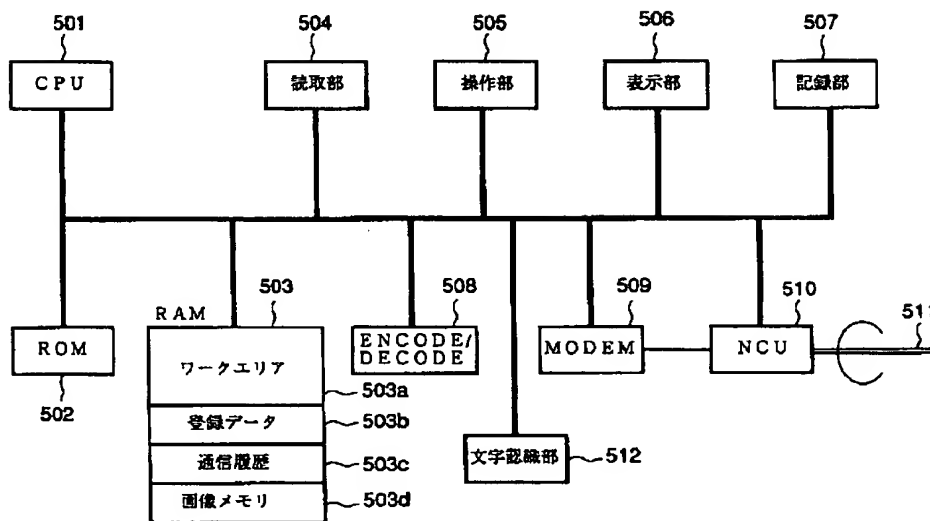 501
504
505
506
507
CPU
読取部
操作部
表示部
記録部
503
508
509
510
511
RAM
ROM
ワークエリア
ENCODE/
DECODE
MODEM
NCU
502
503a
登録データ
503b
通信履歴
503c
文字認識部
512
画像メモリ
503d